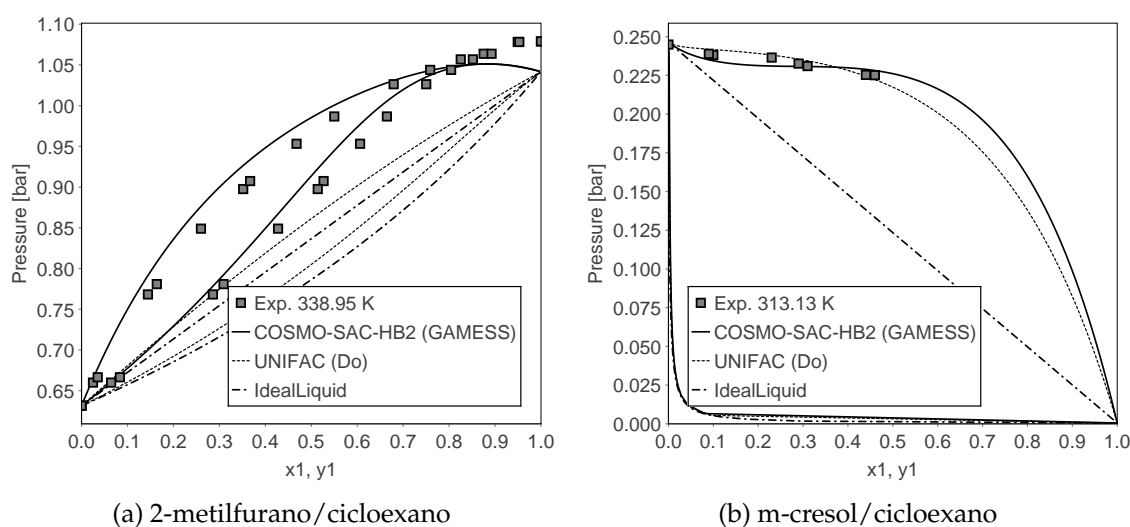 1.10
1.05
1.00
0.95
0.90
0.85
0.80
0.75
0.70
0.65
Pressure [bar]
Exp. 338.95 K
COSMO-SAC-HB2 (GAMESS)
UNIFAC (Do)
IdealLiquid
0.0 0.1 0.2 0.3 0.4 0.5 0.6 0.7 0.8 0.9 1.0
x1, y1
(a) 2-metilfurano/cicloexano
0.250
0.225
0.200
0.175
0.150
0.125
0.100
0.075
0.050
0.025
0.000
Pressure [bar]
Exp. 313.13 K
COSMO-SAC-HB2 (GAMESS)
UNIFAC (Do)
IdealLiquid
0.0 0.1 0.2 0.3 0.4 0.5 0.6 0.7 0.8 0.9 1.0
x1, y1
(b) m-cresol/cicloexano